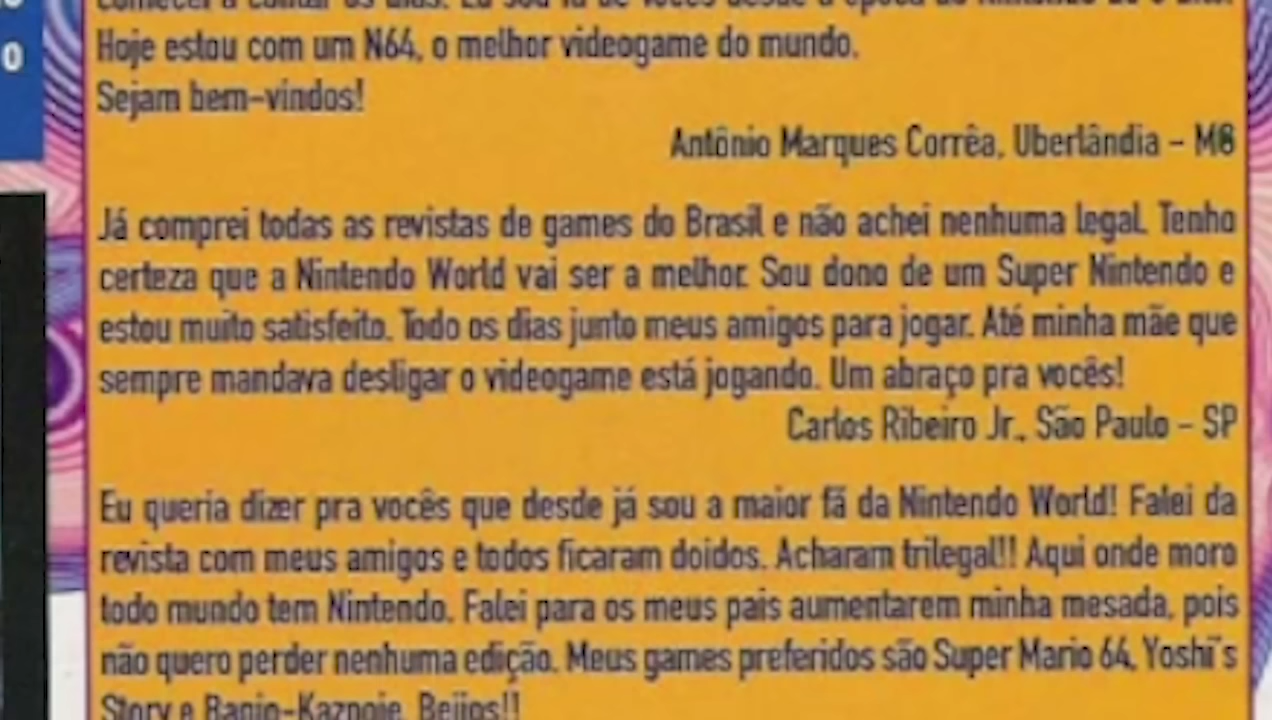 o
Hoje estou com um N64, o melhor videogame do mundo.
Sejam bem-vindos!
Antônio Marques Corrêa, Uberlândia - MG
Já comprei todas as revistas de games do Brasil e não achei nenhuma legal. Tenho
certeza que a Nintendo World vai ser a melhor. Sou dono de um Super Nintendo e
estou muito satisfeito. Todo os dias junto meus amigos para jogar. Até minha mãe que
sempre mandava desligar o videogame está jogando. Um abraço pra vocês!
Carlos Ribeiro Jr., São Paulo - SP
Eu queria dizer pra vocês que desde já sou a maior fã da Nintendo World! Falei da
revista com meus amigos e todos ficaram doidos. Acharam trilegal!! Aqui onde moro
todo mundo tem Nintendo. Falei para os meus pais aumentarem minha mesada, pois
não quero perder nenhuma edição. Meus games preferidos são Super Mario 64, Yoshi's
Story e Banjo-Kazooie. Beijos!!